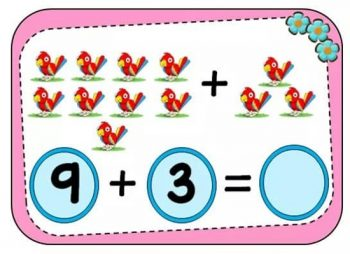 +
9 + 3 =